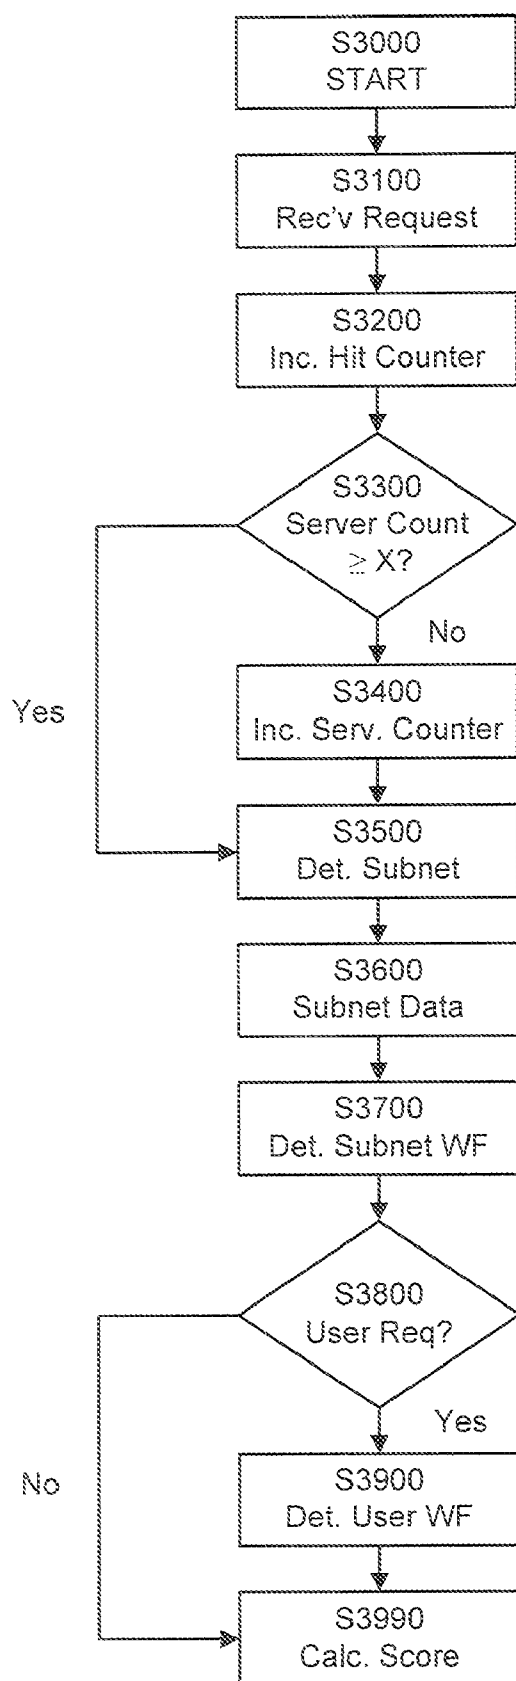 S3000
START
S3100
Rec'v Request
S3200
Inc. Hit Counter
S3300
Server Count
≥ X?
No
Yes
S3400
Inc. Serv. Counter
S3500
Det. Subnet
S3600
Subnet Data
S3700
Det. Subnet WF
S3800
User Req?
Yes
No
S3900
Det. User WF
S3990
Calc. Score